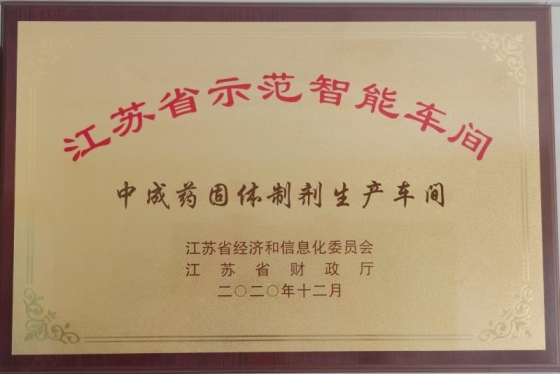 江苏省示范智能车间
中成药固体制剂生产车间
江苏省经济和信息化委员会
江苏省财政厅
二〇二〇年十二月